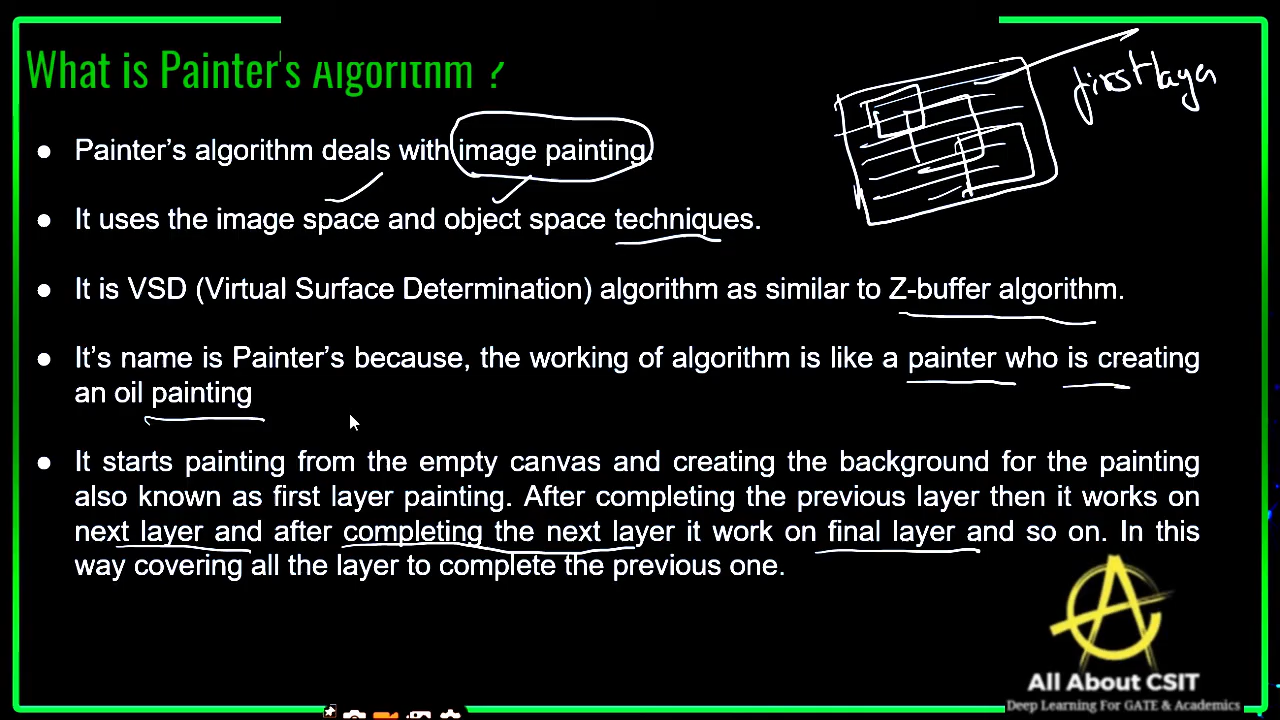 What is Painter's Algorithm ?
first layer
● Painter's algorithm deals with image painting.
● It uses the image space and object space techniques.
● It is VSD (Virtual Surface Determination) algorithm as similar to Z-buffer algorithm.
● It's name is Painter's because, the working of algorithm is like a painter who is creating
an oil painting
● It starts painting from the empty canvas and creating the background for the painting
also known as first layer painting. After completing the previous layer then it works on
next layer and after completing the next layer it work on final layer and so on. In this
way covering all the layer to complete the previous one.
All About CSIT
Deep Learning For GATE & Academics